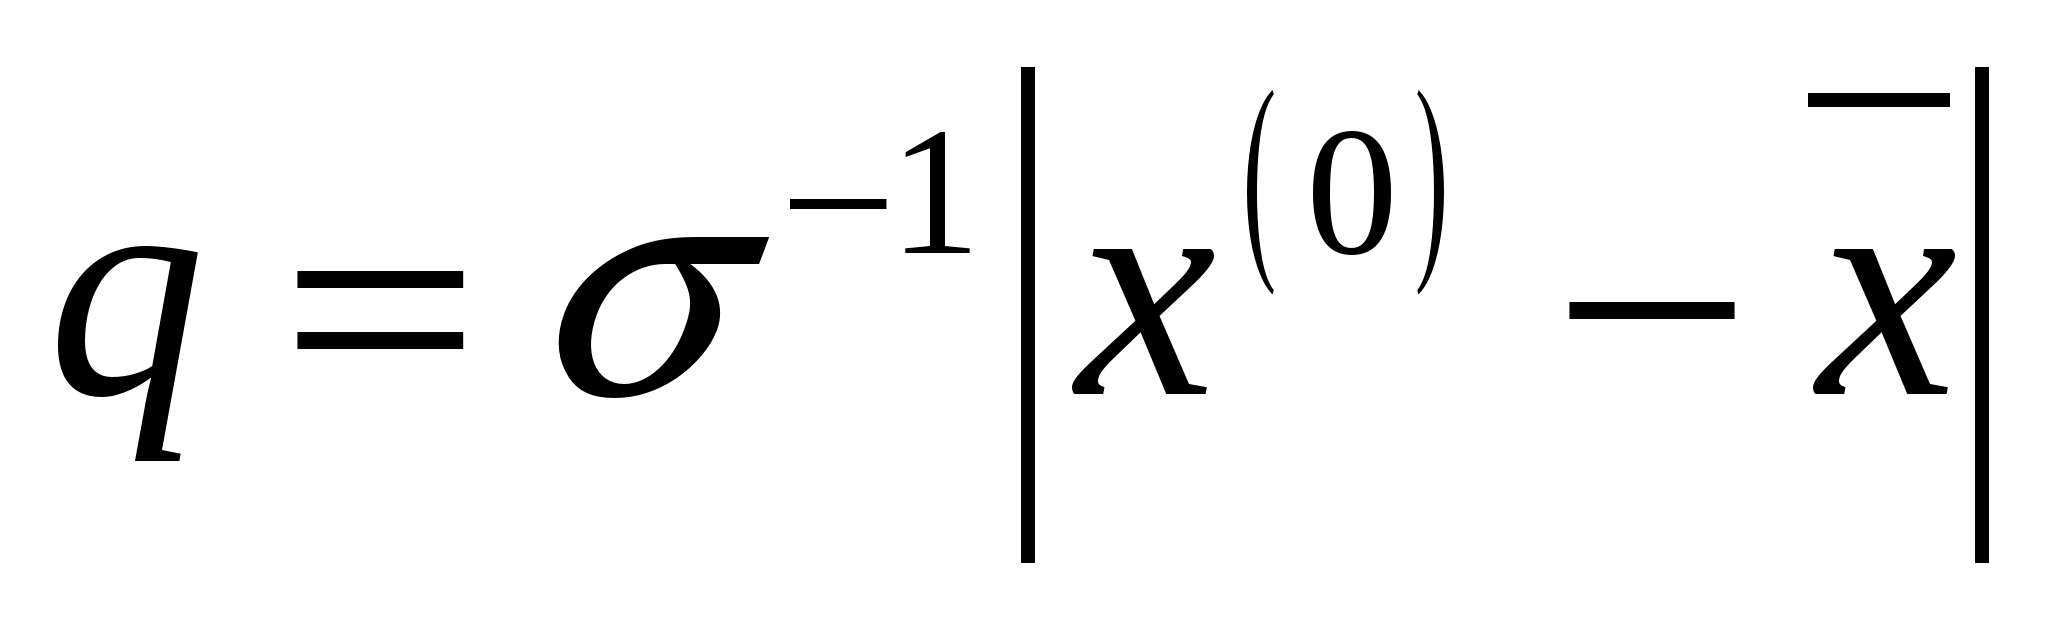 q = σ⁻¹|x⁽⁰⁾ − x̅|